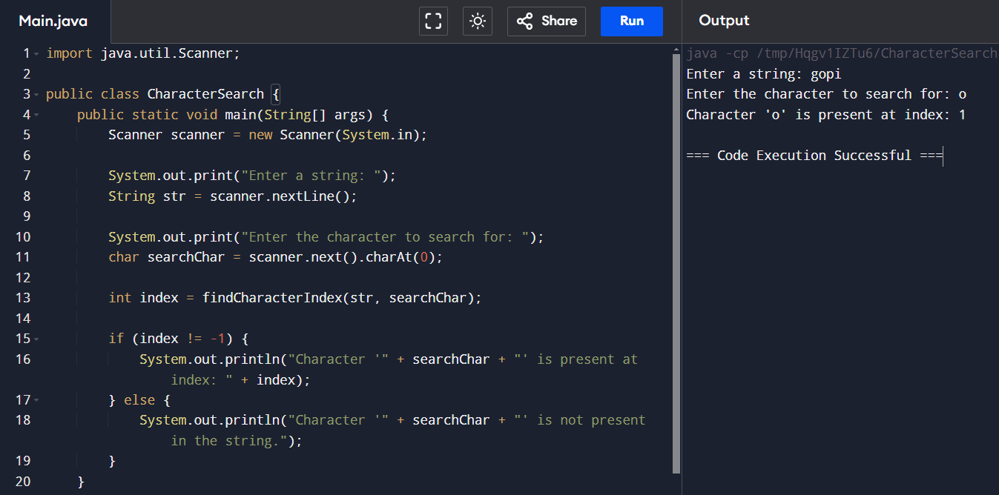 Main.java
Share
Run
Output
1 import java.util.Scanner;
2
3 public class CharacterSearch {
4     public static void main(String[] args) {
5         Scanner scanner = new Scanner(System.in);
6
7         System.out.print("Enter a string: ");
8         String str = scanner.nextLine();
9
10         System.out.print("Enter the character to search for: ");
11         char searchChar = scanner.next().charAt(0);
12
13         int index = findCharacterIndex(str, searchChar);
14
15         if (index != -1) {
16             System.out.println("Character '" + searchChar + "' is present at
                index: " + index);
17         } else {
18             System.out.println("Character '" + searchChar + "' is not present
                in the string.");
19         }
20     }
java -cp /tmp/Hqgv1IZTu6/CharacterSearch
Enter a string: gopi
Enter the character to search for: o
Character 'o' is present at index: 1
=== Code Execution Successful ===